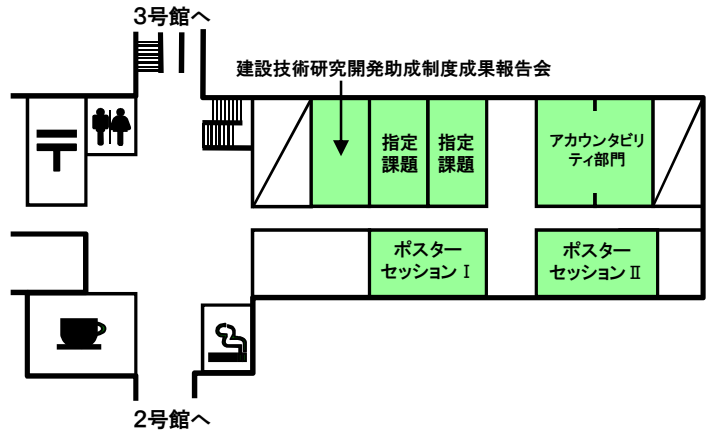 3号館へ
建設技術研究開発助成制度成果報告会
指定
課題
指定
課題
アカウンタビリ
ティ部門
ポスター
セッションⅠ
ポスター
セッションⅡ
2号館へ